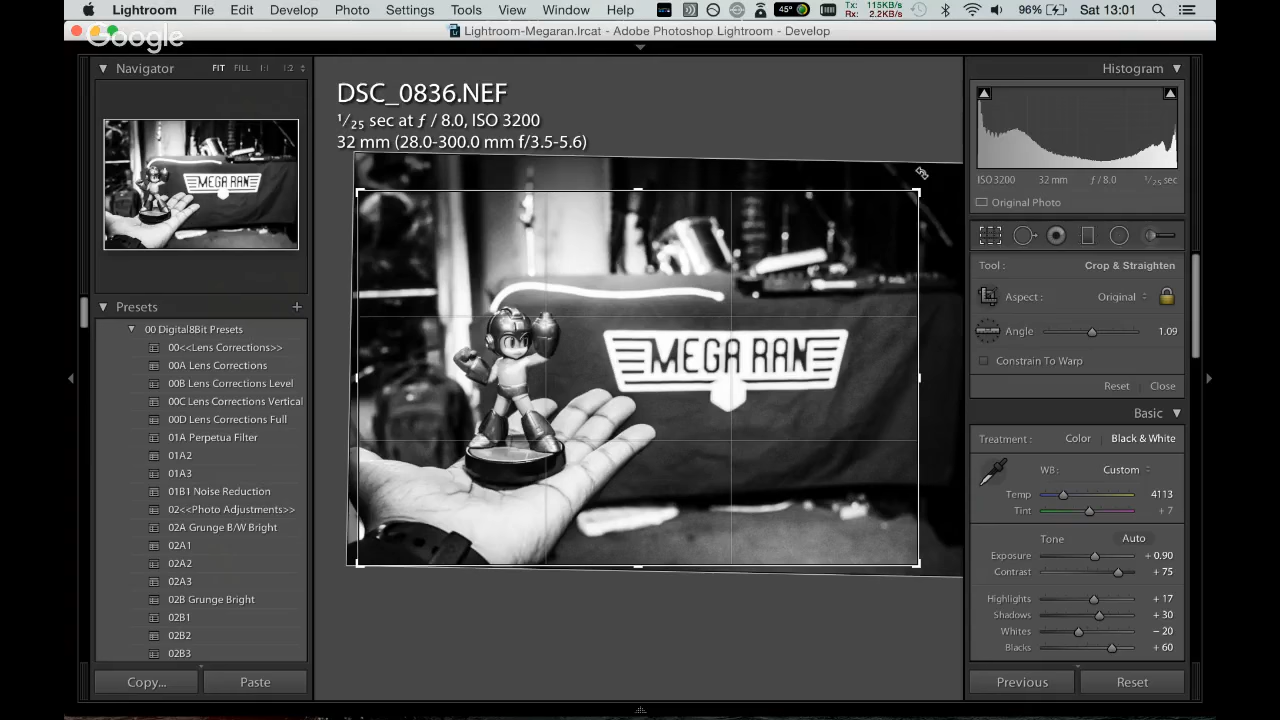 Lightroom File Edit Develop Photo Settings Tools View Window Help 45° Tx: 115KB/s Rx: 2.2KB/s 96% Sat 13:01
Google
Lightroom-Megaran.lrcat - Adobe Photoshop Lightroom - Develop
Navigator FIT FILL 1:1 1:2
Presets +
00 Digital8Bit Presets
00<<Lens Corrections>>
00A Lens Corrections
00B Lens Corrections Level
00C Lens Corrections Vertical
00D Lens Corrections Full
01A Perpetua Filter
01A2
01A3
01B1 Noise Reduction
02<<Photo Adjustments>>
02A Grunge B/W Bright
02A1
02A2
02A3
02B Grunge Bright
02B1
02B2
02B3
Copy... Paste
DSC_0836.NEF
1/25 sec at ƒ / 8.0, ISO 3200
32 mm (28.0-300.0 mm f/3.5-5.6)
MEGA RAN
Histogram
ISO 3200 32 mm ƒ / 8.0 1/25 sec
Original Photo
Tool : Crop & Straighten
Aspect : Original
Angle 1.09
Constrain To Warp
Reset Close
Basic
Treatment : Color Black & White
WB : Custom
Temp 4113
Tint + 7
Tone Auto
Exposure + 0.90
Contrast + 75
Highlights + 17
Shadows + 30
Whites − 20
Blacks + 60
Previous Reset